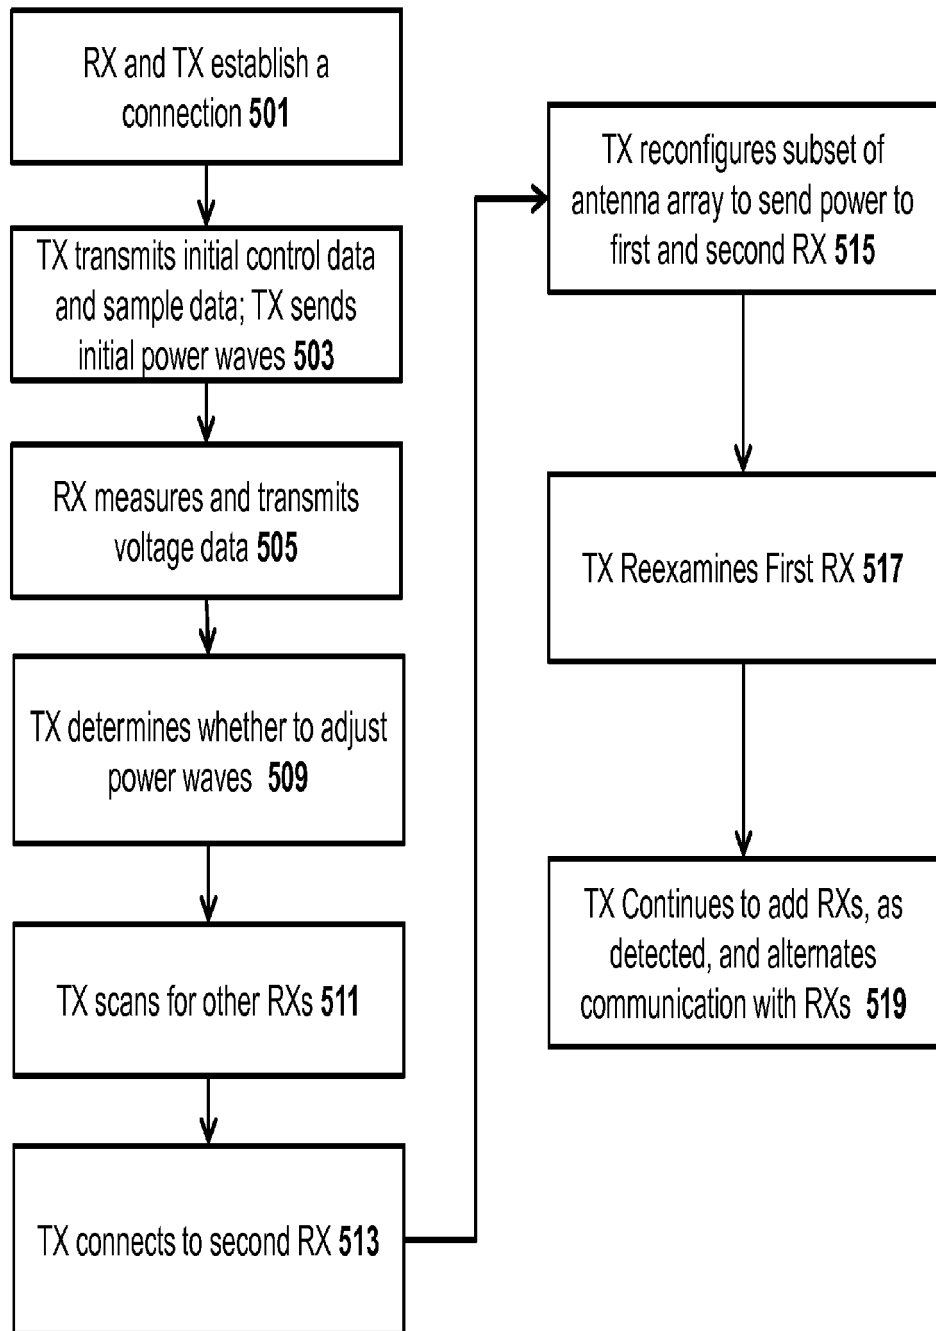 RX and TX establish a
connection 501
TX transmits initial control data
and sample data; TX sends
initial power waves 503
RX measures and transmits
voltage data 505
TX determines whether to adjust
power waves 509
TX scans for other RXs 511
TX connects to second RX 513
TX reconfigures subset of
antenna array to send power to
first and second RX 515
TX Reexamines First RX 517
TX Continues to add RXs, as
detected, and alternates
communication with RXs 519